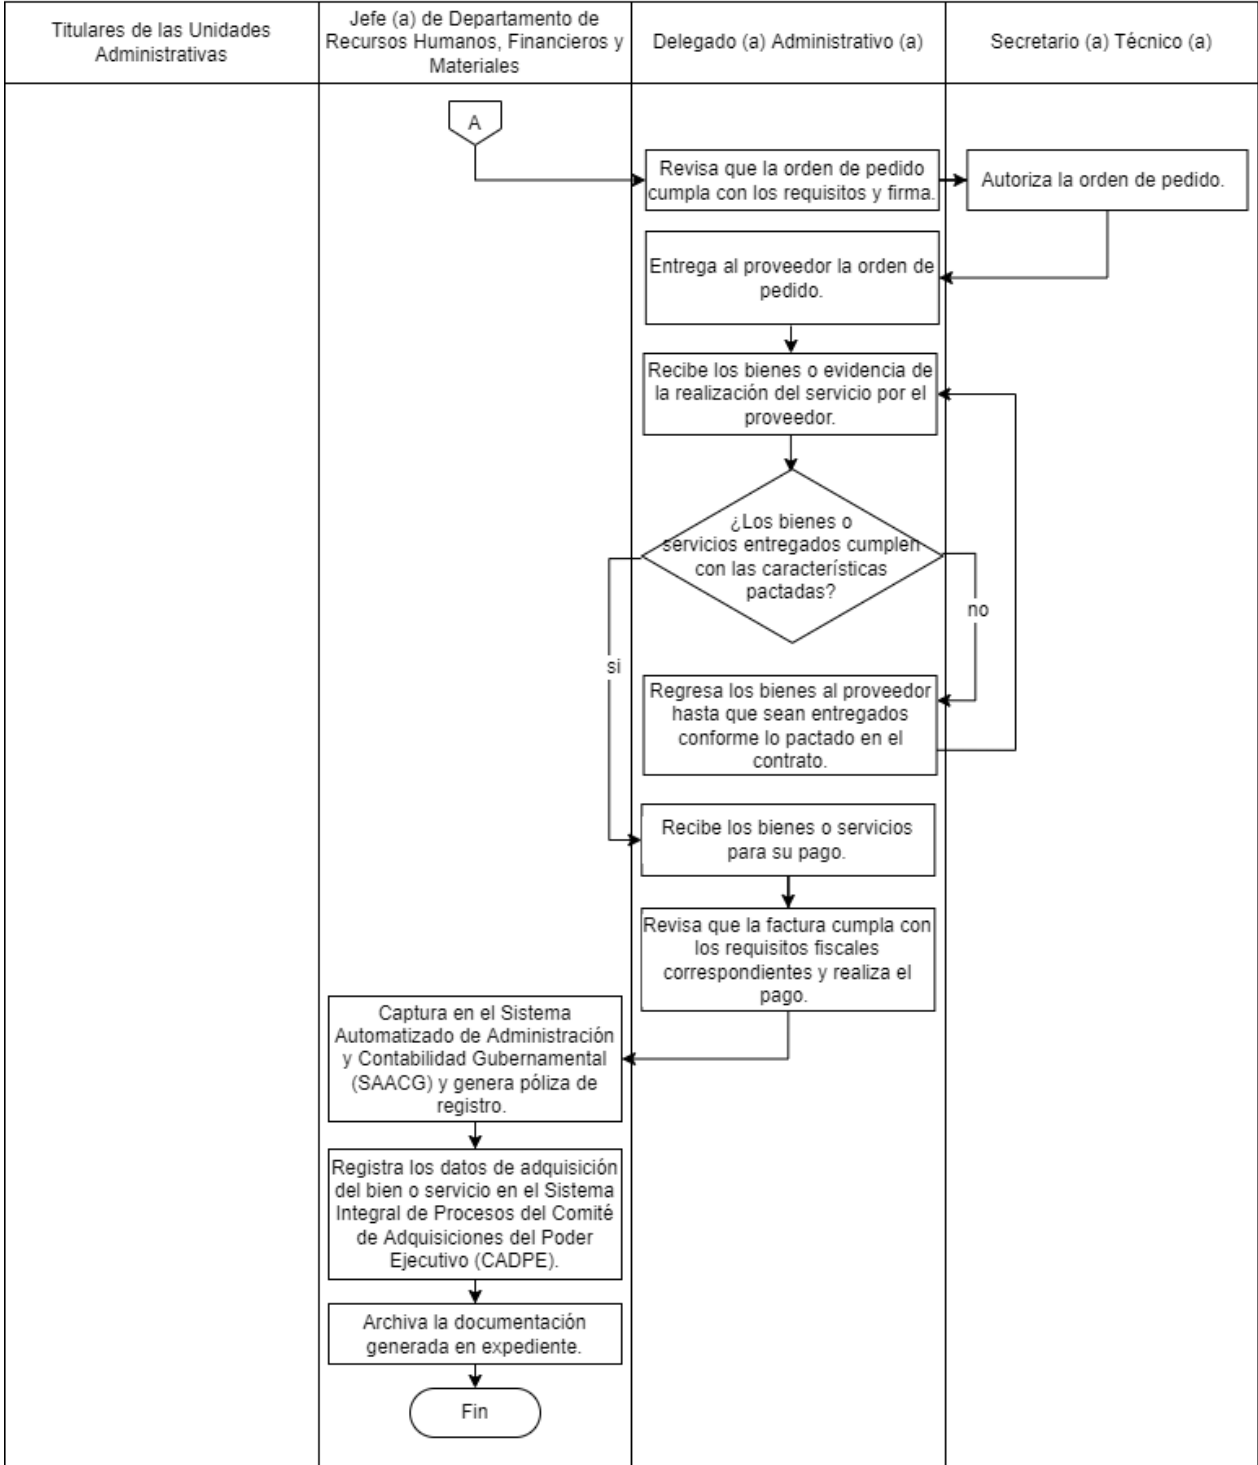 Titulares de las Unidades
Administrativas
Jefe (a) de Departamento de
Recursos Humanos, Financieros y
Materiales
Delegado (a) Administrativo (a)
Secretario (a) Técnico (a)
A
Revisa que la orden de pedido
cumpla con los requisitos y firma.
Autoriza la orden de pedido.
Entrega al proveedor la orden de
pedido.
Recibe los bienes o evidencia de
la realización del servicio por el
proveedor.
¿Los bienes o
servicios entregados cumplen
con las características
pactadas?
no
si
Regresa los bienes al proveedor
hasta que sean entregados
conforme lo pactado en el
contrato.
Recibe los bienes o servicios
para su pago.
Revisa que la factura cumpla con
los requisitos fiscales
correspondientes y realiza el
pago.
Captura en el Sistema
Automatizado de Administración
y Contabilidad Gubernamental
(SAACG) y genera póliza de
registro.
Registra los datos de adquisición
del bien o servicio en el Sistema
Integral de Procesos del Comité
de Adquisiciones del Poder
Ejecutivo (CADPE).
Archiva la documentación
generada en expediente.
Fin